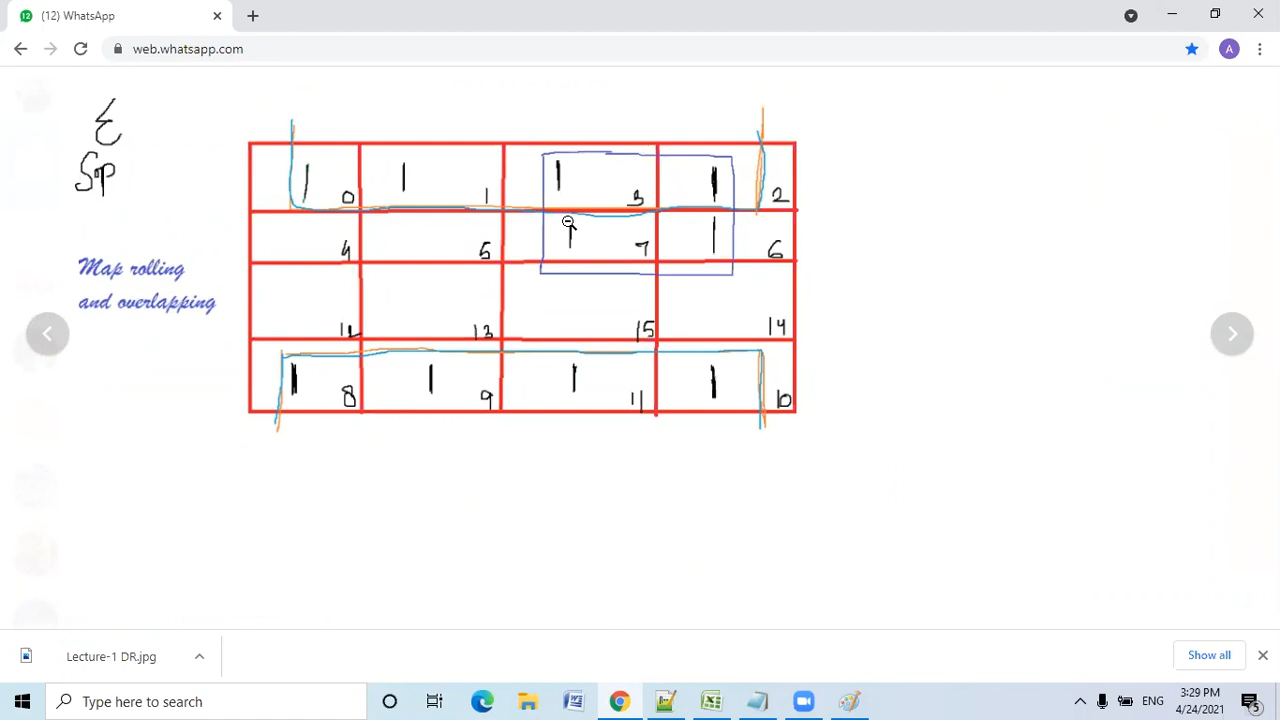 (12) WhatsApp
web.whatsapp.com
A
Σ
Sop
1 0 1 1 1 3 1 2
4 5 1 7 1 6
Map rolling
and overlapping
12 13 15 14
1 8 1 9 1 11 1 10
Lecture-1 DR.jpg
Show all
Type here to search
ENG
3:29 PM
4/24/2021
5